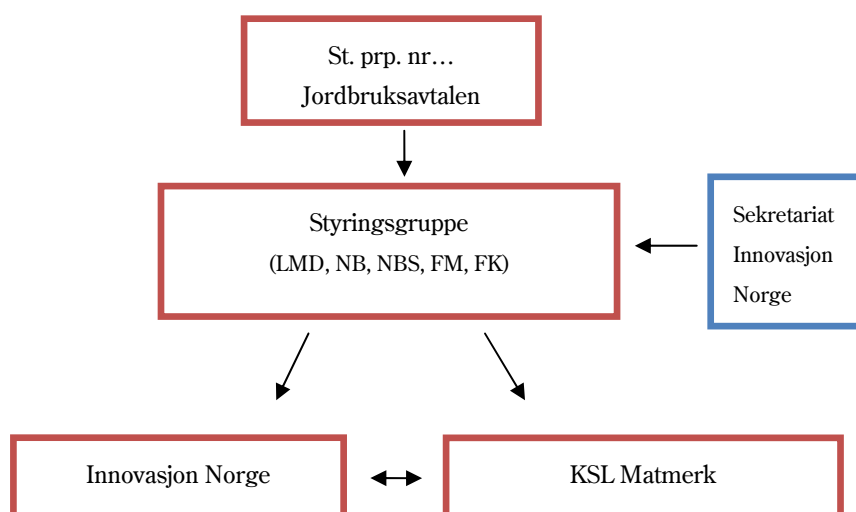 St. prp. nr…
Jordbruksavtalen
Styringsgruppe
(LMD, NB, NBS, FM, FK)
Sekretariat
Innovasjon
Norge
Innovasjon Norge
KSL Matmerk